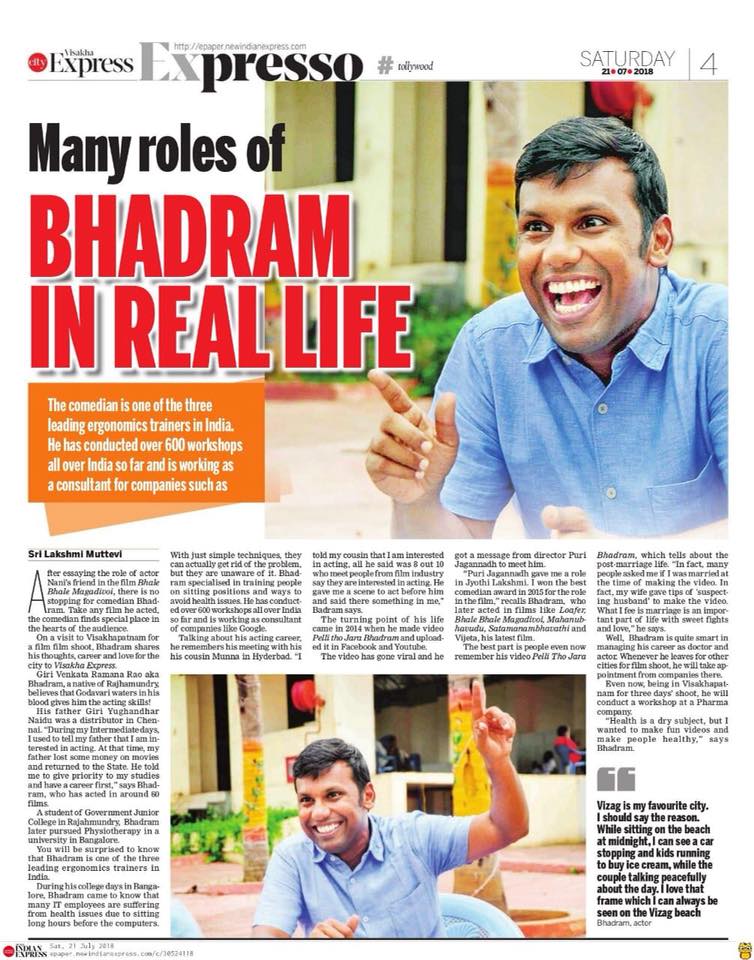 http://epaper.newindianexpress.com
city
Visakha
Express
Expresso
# tollywood
SATURDAY
21●07●2018
4
Many roles of
BHADRAM
IN REAL LIFE
The comedian is one of the three
leading ergonomics trainers in India.
He has conducted over 600 workshops
all over India so far and is working as
a consultant for companies such as
Sri Lakshmi Muttevi
After essaying the role of actor
Nani's friend in the film Bhale
Bhale Magadivoi, there is no
stopping for comedian Bhad-
ram. Take any film he acted,
the comedian finds special place in
the hearts of the audience.
On a visit to Visakhapatnam for
a film film shoot, Bhadram shares
his thoughts, career and love for the
city to Visakha Express.
Giri Venkata Ramana Rao aka
Bhadram, a native of Rajhamundry,
believes that Godavari waters in his
blood gives him the acting skills!
His father Giri Yughandhar
Naidu was a distributor in Chen-
nai. "During my Intermediate days,
I used to tell my father that I am in-
terested in acting. At that time, my
father lost some money on movies
and returned to the State. He told
me to give priority to my studies
and have a career first," says Bhad-
ram, who has acted in around 60
films.
A student of Government Junior
College in Rajahmundry, Bhadram
later pursued Physiotherapy in a
university in Bangalore.
You will be surprised to know
that Bhadram is one of the three
leading ergonomics trainers in
India.
During his college days in Banga-
lore, Bhadram came to know that
many IT employees are suffering
from health issues due to sitting
long hours before the computers.
With just simple techniques, they
can actually get rid of the problem,
but they are unaware of it. Bhad-
ram specialised in training people
on sitting positions and ways to
avoid health issues. He has conduct-
ed over 600 workshops all over India
so far and is working as consultant
of companies like Google.
Talking about his acting career,
he remembers his meeting with his
his cousin Munna in Hyderbad. "I
told my cousin that I am interested
in acting, all he said was 8 out 10
who meet people from film industry
say they are interested in acting. He
gave me a scene to act before him
and said there something in me,"
Badram says.
The turning point of his life
came in 2014 when he made video
Pelli tho Jara Bhadram and upload-
ed it in Facebook and Youtube.
The video has gone viral and he
got a message from director Puri
Jagannadh to meet him.
"Puri Jagannadh gave me a role
in Jyothi Lakshmi. I won the best
comedian award in 2015 for the role
in the film," recalls Bhadram, who
later acted in films like Loafer,
Bhale Bhale Magadivoi, Mahanub-
havudu, Satamanambhavathi and
Vijeta, his latest film.
The best part is people even now
remember his video Pelli Tho Jara
Bhadram, which tells about the
post-marriage life. "In fact, many
people asked me if I was married at
the time of making the video. In
fact, my wife gave tips of 'suspect-
ing husband' to make the video.
What I fee is marriage is an impor-
tant part of life with sweet fights
and love," he says.
Well, Bhadram is quite smart in
managing his career as doctor and
actor. Whenever he leaves for other
cities for film shoot, he will take ap-
pointment from companies there.
Even now, being in Visakhapat-
nam for three days' shoot, he will
conduct a workshop at a Pharma
company.
"Health is a dry subject, but I
wanted to make fun videos and
make people healthy," says
Bhadram.
Vizag is my favourite city.
I should say the reason.
While sitting on the beach
at midnight, I can see a car
stopping and kids running
to buy ice cream, while the
couple talking peacefully
about the day. I love that
frame which I can always be
seen on the Vizag beach
Bhadram, actor
INDIAN
EXPRESS
Sat, 21 July 2018
epaper.newindianexpress.com/c/30524118